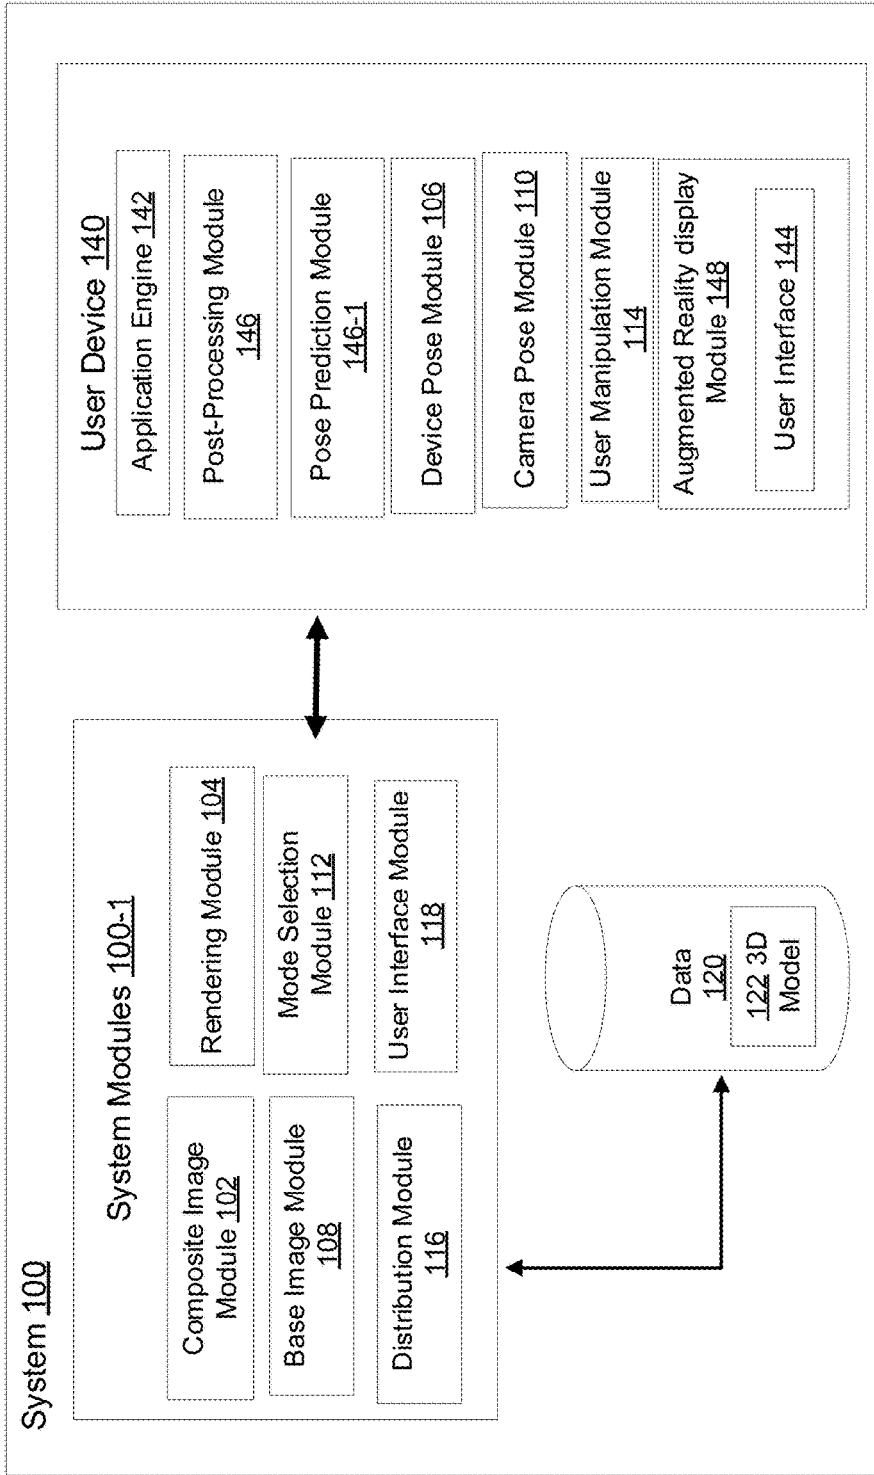 System 100
System Modules 100-1
Composite Image
Module 102
Rendering Module 104
Base Image Module
108
Mode Selection
Module 112
Distribution Module
116
User Interface Module
118
Data
120
122 3D
Model
User Device 140
Application Engine 142
Post-Processing Module
146
Pose Prediction Module
146-1
Device Pose Module 106
Camera Pose Module 110
User Manipulation Module
114
Augmented Reality display
Module 148
User Interface 144